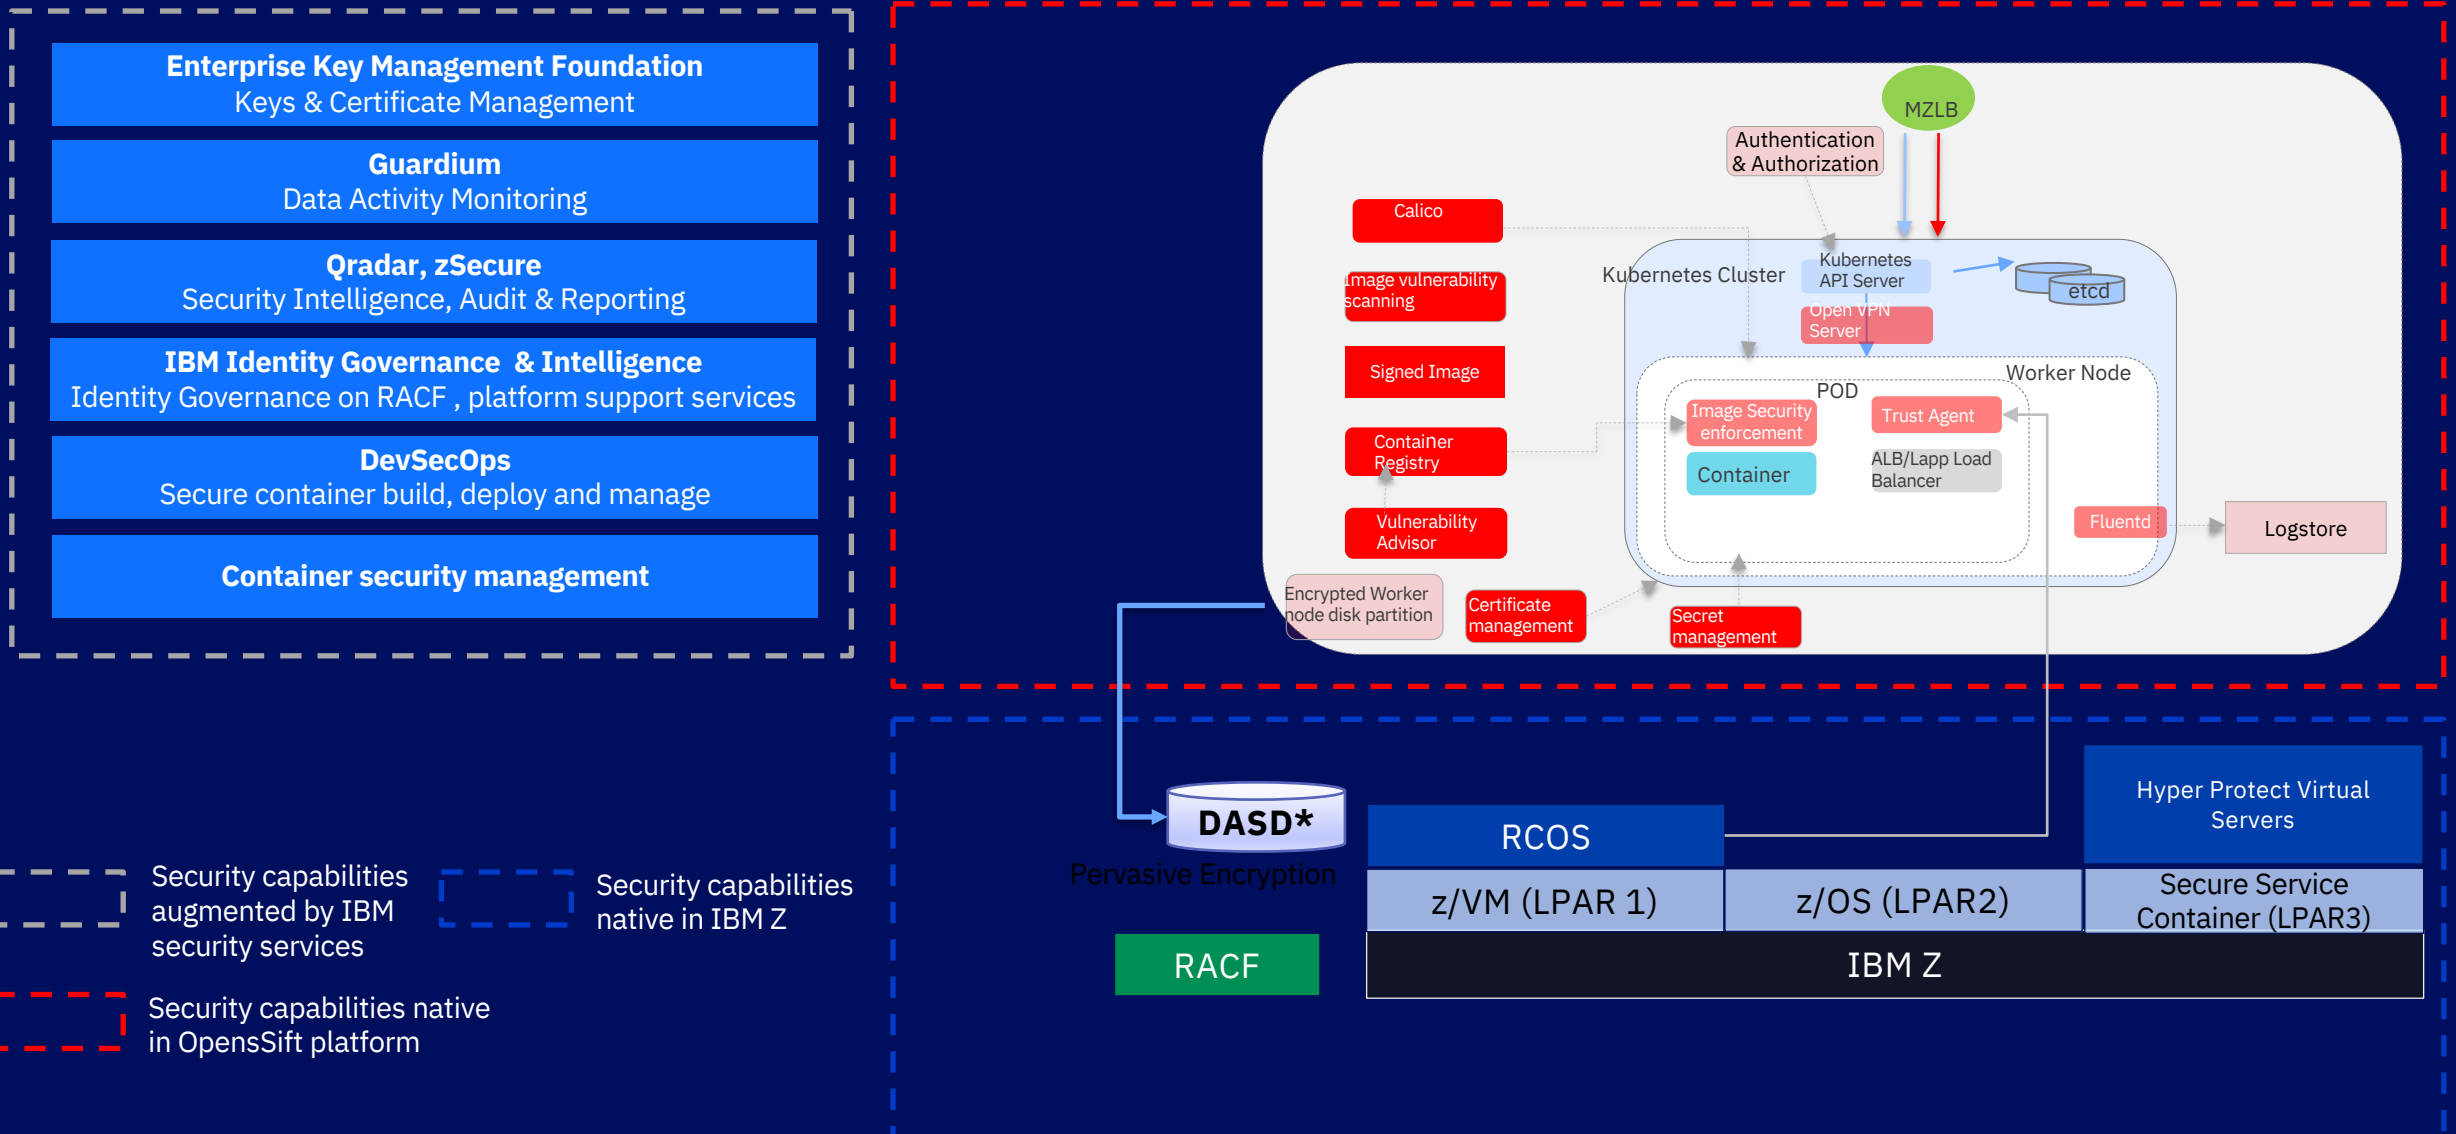 Enterprise Key Management Foundation
Keys & Certificate Management
Guardium
Data Activity Monitoring
Qradar, zSecure
Security Intelligence, Audit & Reporting
IBM Identity Governance & Intelligence
Identity Governance on RACF , platform support services
DevSecOps
Secure container build, deploy and manage
Container security management
MZLB
Authentication
& Authorization
Calico
Kubernetes Cluster
Kubernetes
API Server
etcd
Image vulnerability
scanning
Open VPN
Server
Signed Image
Worker Node
POD
Image Security
enforcement
Trust Agent
Container
Registry
Container
ALB/Lapp Load
Balancer
Vulnerability
Advisor
Fluentd
Logstore
Encrypted Worker
node disk partition
Certificate
management
Secret
management
DASD*
Pervasive Encryption
RACF
RCOS
Hyper Protect Virtual
Servers
z/VM (LPAR 1)
z/OS (LPAR2)
Secure Service
Container (LPAR3)
IBM Z
Security capabilities
augmented by IBM
security services
Security capabilities
native in IBM Z
Security capabilities native
in OpensSift platform